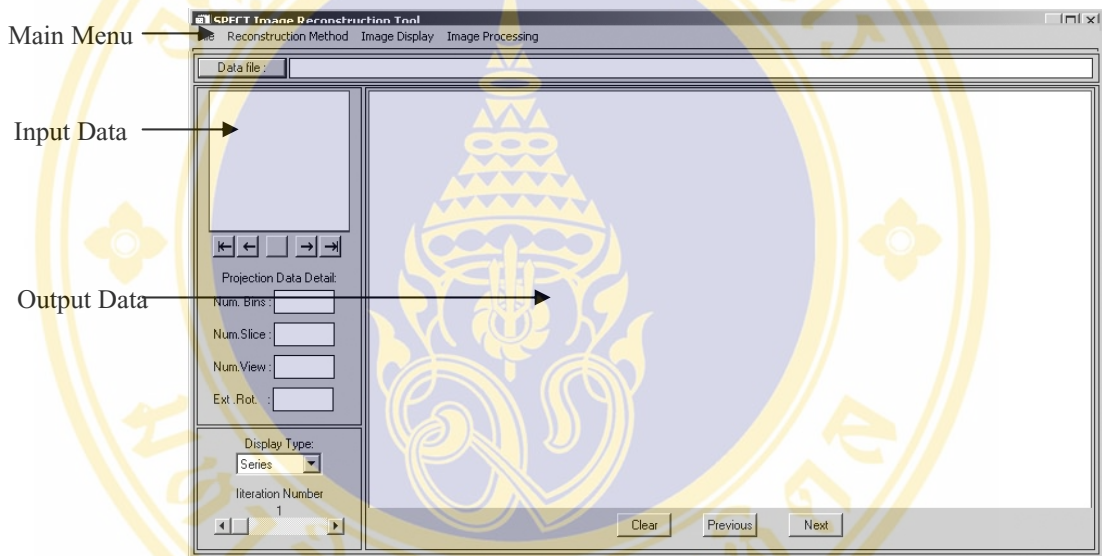 SPECT Image Reconstruction Tool
Main Menu
Reconstruction Method Image Display Image Processing
Data file :
Input Data
Projection Data Detail:
Output Data
Num. Bins :
Num.Slice :
Num.View :
Ext .Rot. :
Display Type:
Series
Iiteration Number
1
Clear Previous Next